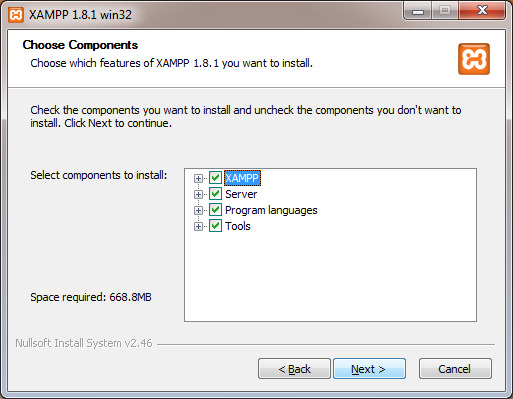 XAMPP 1.8.1 win32
Choose Components
Choose which features of XAMPP 1.8.1 you want to install.
Check the components you want to install and uncheck the components you don't want to
install. Click Next to continue.
Select components to install:
XAMPP
Server
Program languages
Tools
Space required: 668.8MB
Nullsoft Install System v2.46
< Back
Next >
Cancel